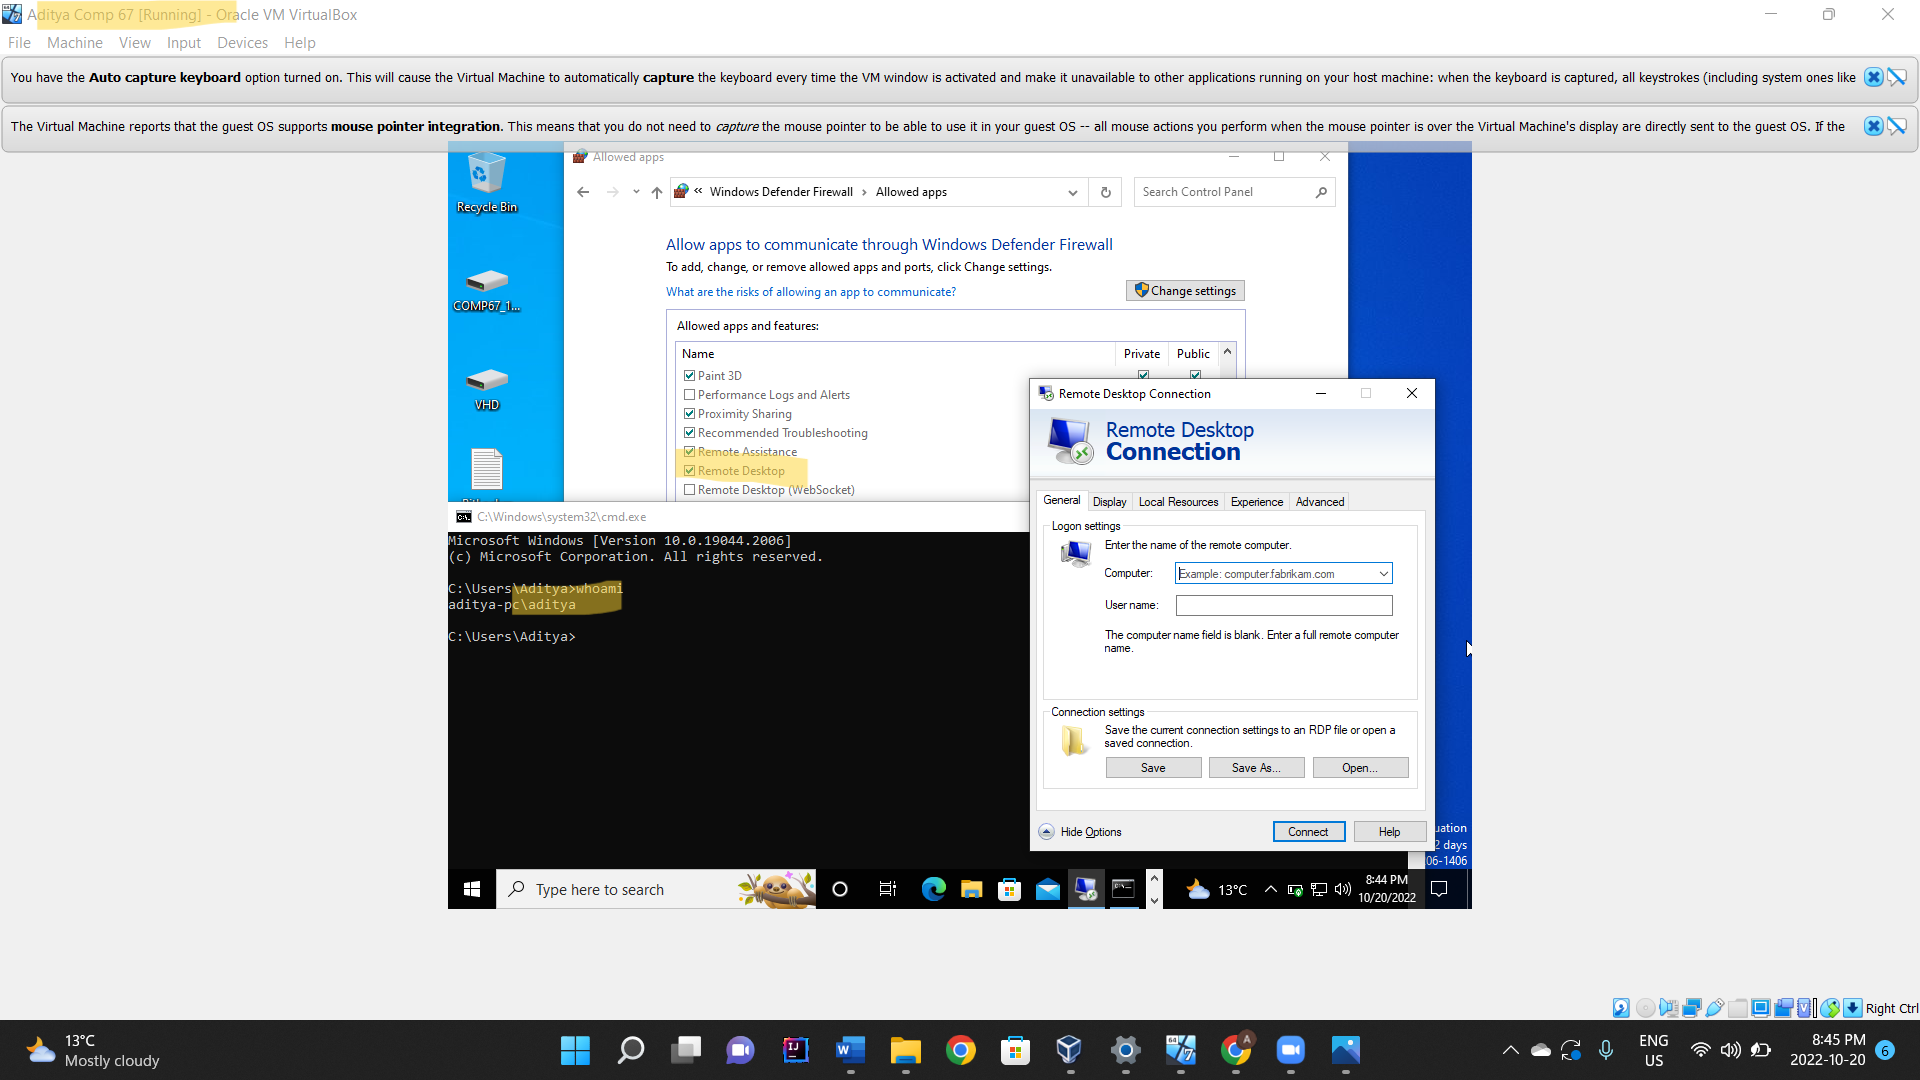 Aditya Comp 67 [Running] - Oracle VM VirtualBox
File Machine View Input Devices Help
You have the Auto capture keyboard option turned on. This will cause the Virtual Machine to automatically capture the keyboard every time the VM window is activated and make it unavailable to other applications running on your host machine: when the keyboard is captured, all keystrokes (including system ones like
The Virtual Machine reports that the guest OS supports mouse pointer integration. This means that you do not need to capture the mouse pointer to be able to use it in your guest OS -- all mouse actions you perform when the mouse pointer is over the Virtual Machine's display are directly sent to the guest OS. If the
Recycle Bin
COMP67_1...
VHD
Allowed apps
« Windows Defender Firewall › Allowed apps
Search Control Panel
Allow apps to communicate through Windows Defender Firewall
To add, change, or remove allowed apps and ports, click Change settings.
What are the risks of allowing an app to communicate?
Change settings
Allowed apps and features:
Name Private Public
Paint 3D
Performance Logs and Alerts
Proximity Sharing
Recommended Troubleshooting
Remote Assistance
Remote Desktop
Remote Desktop (WebSocket)
C:\Windows\system32\cmd.exe
Microsoft Windows [Version 10.0.19044.2006]
(c) Microsoft Corporation. All rights reserved.
C:\Users\Aditya>whoami
aditya-pc\aditya
C:\Users\Aditya>
Remote Desktop Connection
Remote Desktop
Connection
General Display Local Resources Experience Advanced
Logon settings
Enter the name of the remote computer.
Computer: Example: computer.fabrikam.com
User name:
The computer name field is blank. Enter a full remote computer
name.
Connection settings
Save the current connection settings to an RDP file or open a
saved connection.
Save Save As... Open...
Hide Options Connect Help
uation
2 days
06-1406
Type here to search
13°C
8:44 PM
10/20/2022
Right Ctrl
13°C
Mostly cloudy
ENG
US
8:45 PM
2022-10-20
6